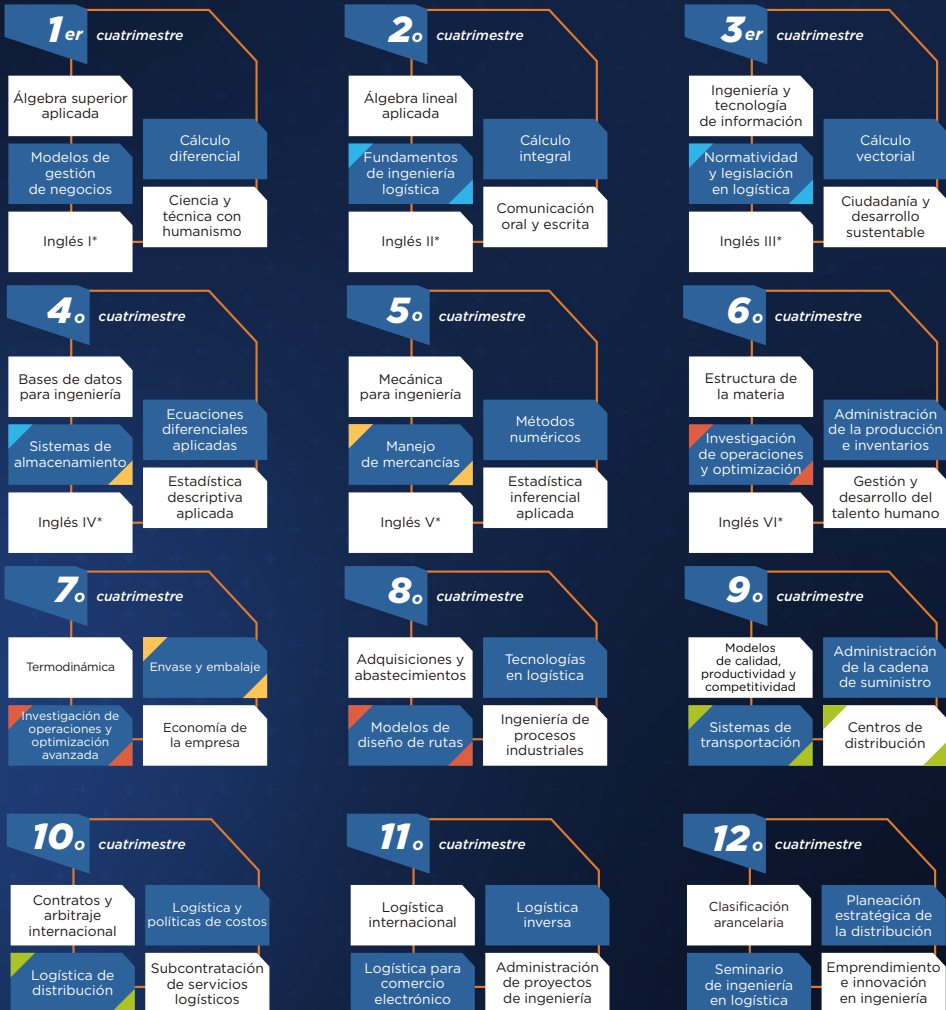 1er cuatrimestre
Álgebra superior
aplicada
Modelos de
gestión
de negocios
Inglés I*
Cálculo
diferencial
Ciencia y
técnica con
humanismo
2o cuatrimestre
Álgebra lineal
aplicada
Fundamentos
de ingeniería
logística
Inglés II*
Cálculo
integral
Comunicación
oral y escrita
3er cuatrimestre
Ingeniería y
tecnología
de información
Normatividad
y legislación
en logística
Inglés III*
Cálculo
vectorial
Ciudadanía y
desarrollo
sustentable
4o cuatrimestre
Bases de datos
para ingeniería
Sistemas de
almacenamiento
Inglés IV*
Ecuaciones
diferenciales
aplicadas
Estadística
descriptiva
aplicada
5o cuatrimestre
Mecánica
para ingeniería
Manejo
de mercancías
Inglés V*
Métodos
numéricos
Estadística
inferencial
aplicada
6o cuatrimestre
Estructura de
la materia
Investigación
de operaciones
y optimización
Inglés VI*
Administración
de la producción
e inventarios
Gestión y
desarrollo del
talento humano
7o cuatrimestre
Termodinámica
Investigación de
operaciones y
optimización
avanzada
Envase y embalaje
Economía de
la empresa
8o cuatrimestre
Adquisiciones y
abastecimientos
Modelos de
diseño de rutas
Tecnologías
en logística
Ingeniería de
procesos
industriales
9o cuatrimestre
Modelos
de calidad,
productividad y
competitividad
Sistemas de
transportación
Administración
de la cadena
de suministro
Centros de
distribución
10o cuatrimestre
Contratos y
arbitraje
internacional
Logística de
distribución
Logística y
políticas de costos
Subcontratación
de servicios
logísticos
11o cuatrimestre
Logística
internacional
Logística para
comercio
electrónico
Logística
inversa
Administración
de proyectos
de ingeniería
12o cuatrimestre
Clasificación
arancelaria
Seminario
de ingeniería
en logística
Planeación
estratégica de
la distribución
Emprendimiento
e innovación
en ingeniería